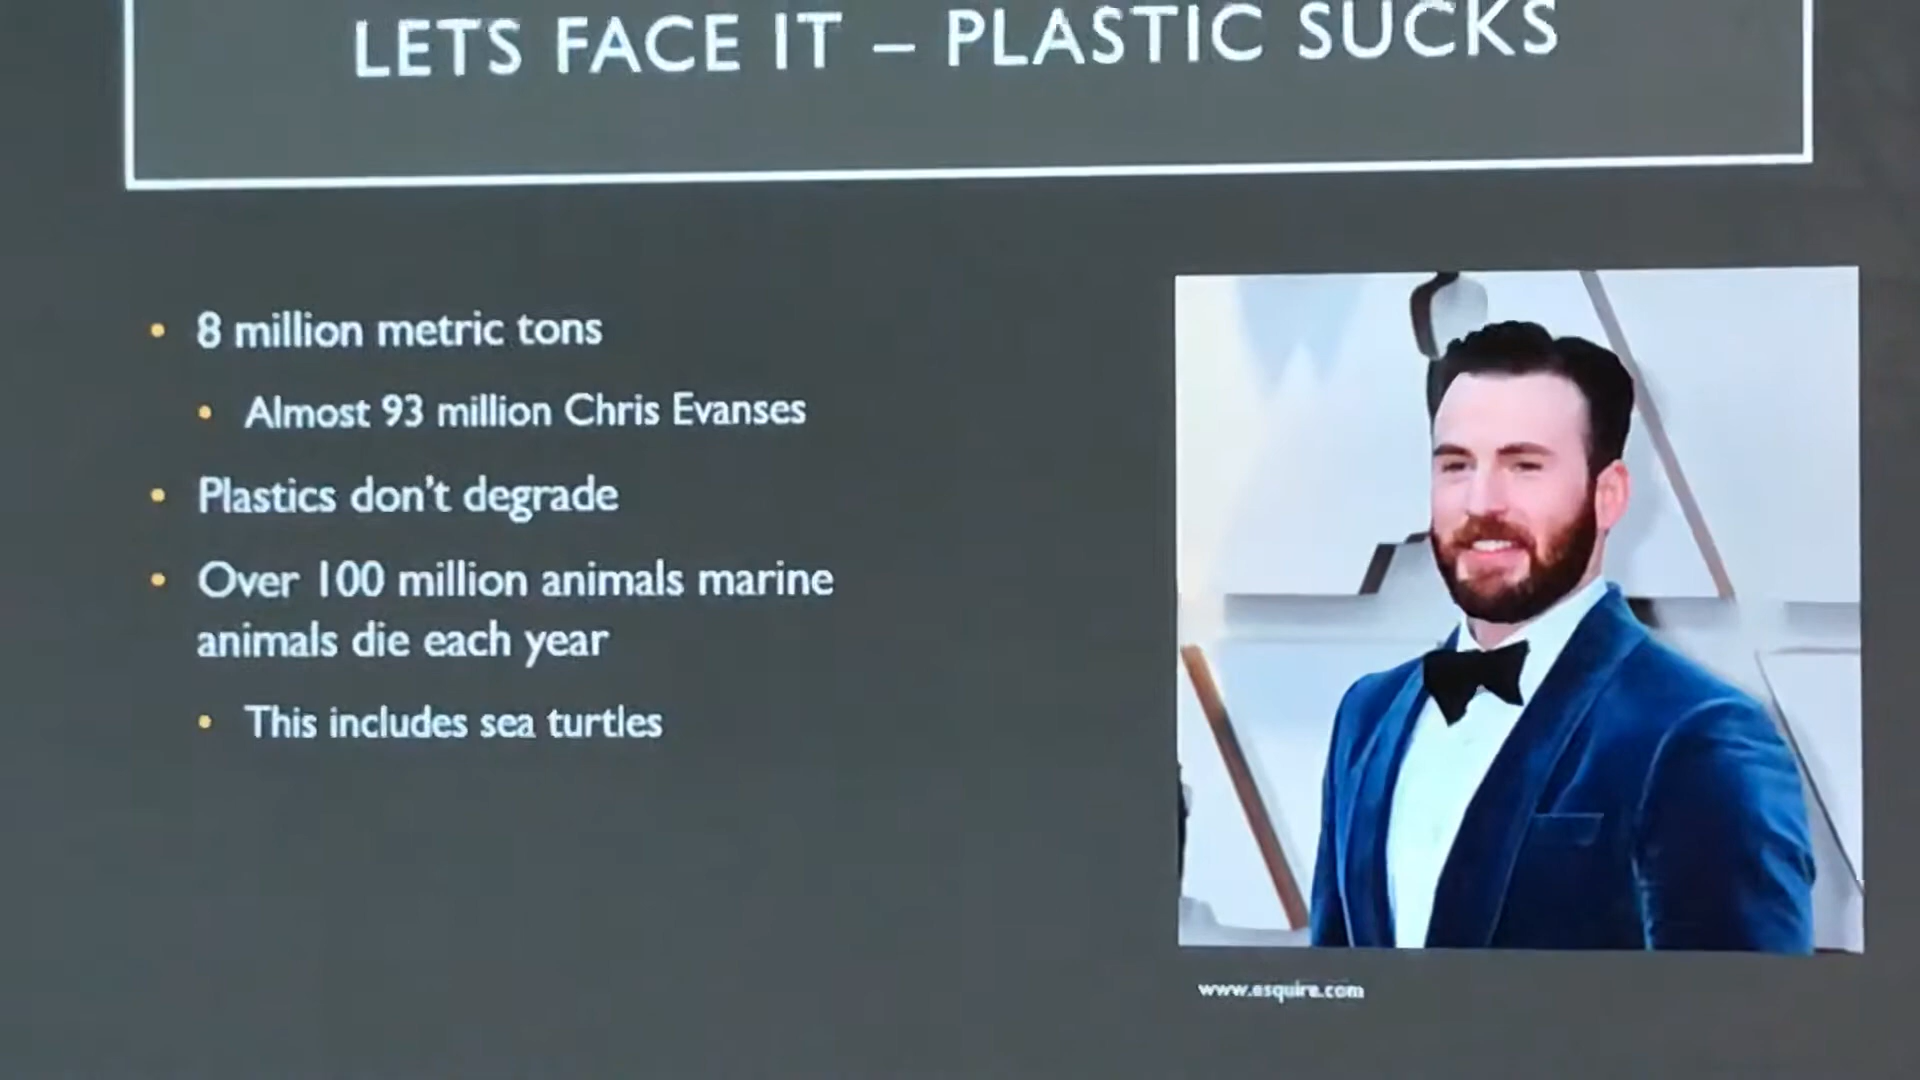 LETS FACE IT – PLASTIC SUCKS
8 million metric tons
Almost 93 million Chris Evanses
Plastics don't degrade
Over 100 million animals marine
animals die each year
This includes sea turtles
www.esquire.com